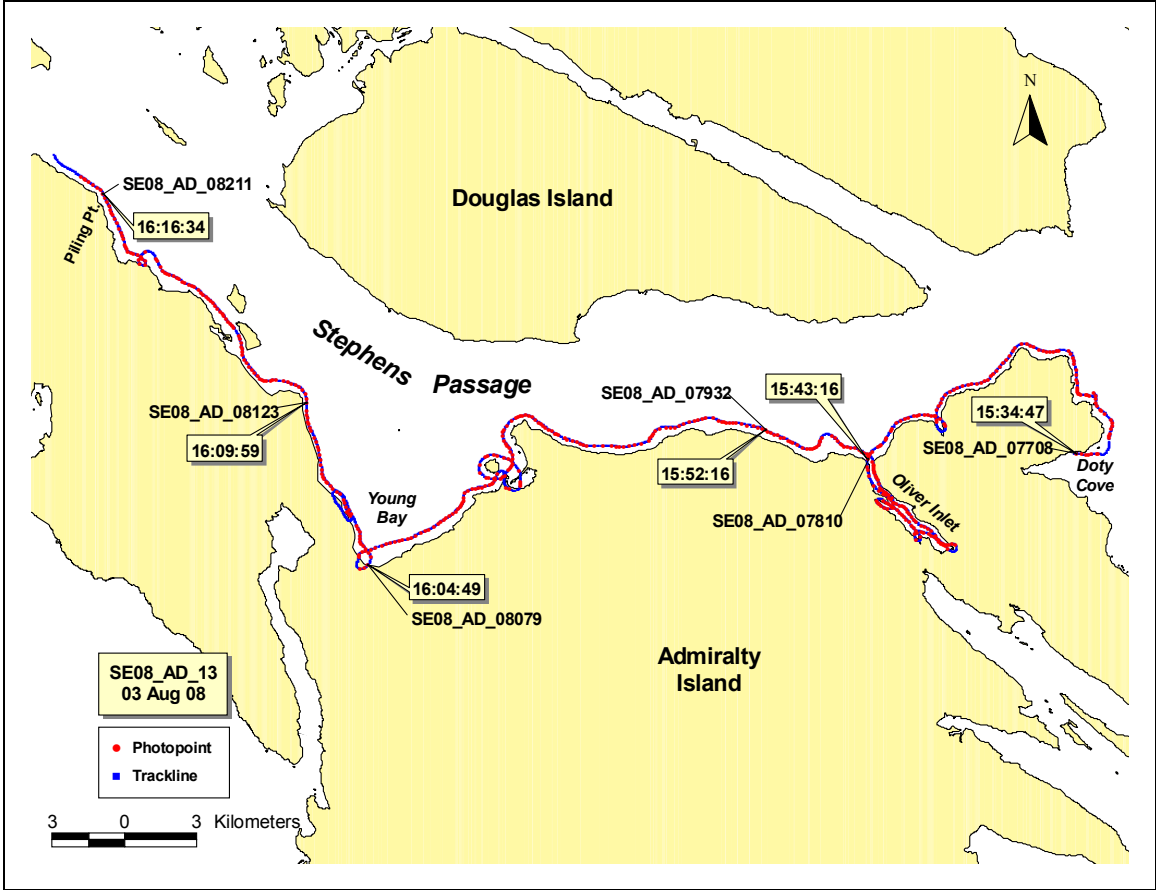 N
SE08_AD_08211
Douglas Island
16:16:34
Piling Pt.
Stephens Passage
15:43:16
SE08_AD_07932
15:34:47
SE08_AD_08123
16:09:59
SE08_AD_07708
15:52:16
Doty
Cove
Young
Bay
Oliver Inlet
SE08_AD_07810
16:04:49
SE08_AD_08079
Admiralty
Island
SE08_AD_13
03 Aug 08
Photopoint
Trackline
3 0 3 Kilometers